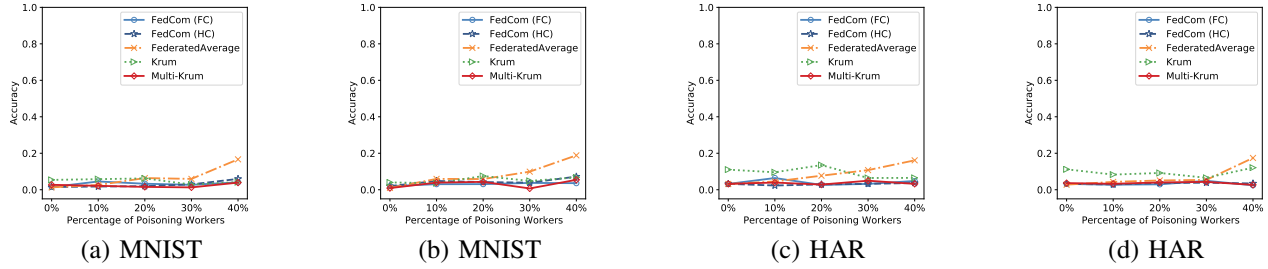 FedCom (FC)
FedCom (HC)
FederatedAverage
Krum
Multi-Krum
Accuracy
1.0
0.8
0.6
0.4
0.2
0.0
0% 10% 20% 30% 40%
Percentage of Poisoning Workers
(a) MNIST
FedCom (FC)
FedCom (HC)
FederatedAverage
Krum
Multi-Krum
Accuracy
1.0
0.8
0.6
0.4
0.2
0.0
0% 10% 20% 30% 40%
Percentage of Poisoning Workers
(b) MNIST
FedCom (FC)
FedCom (HC)
FederatedAverage
Krum
Multi-Krum
Accuracy
1.0
0.8
0.6
0.4
0.2
0.0
0% 10% 20% 30% 40%
Percentage of Poisoning Workers
(c) HAR
FedCom (FC)
FedCom (HC)
FederatedAverage
Krum
Multi-Krum
Accuracy
1.0
0.8
0.6
0.4
0.2
0.0
0% 10% 20% 30% 40%
Percentage of Poisoning Workers
(d) HAR